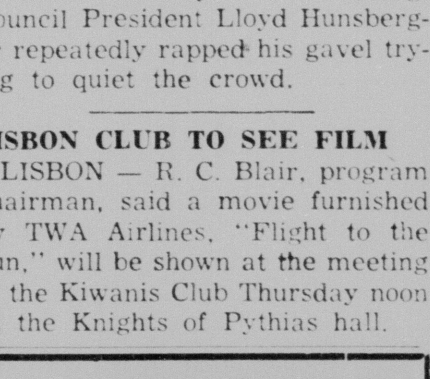 ouncil President Lloyd Hunsberg-
repeatedly rapped his gavel try-
g to quiet the crowd.
ISBON CLUB TO SEE FILM
LISBON — R. C. Blair, program
hairman, said a movie furnished
y TWA Airlines, "Flight to the
un," will be shown at the meeting
the Kiwanis Club Thursday noon
the Knights of Pythias hall.